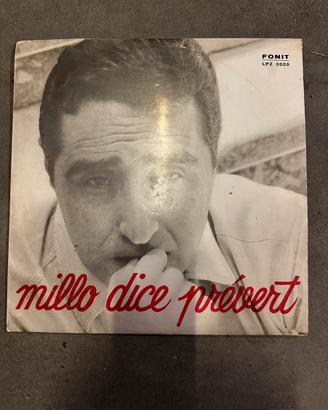 FONIT
LPZ 2020
millo dice prévert